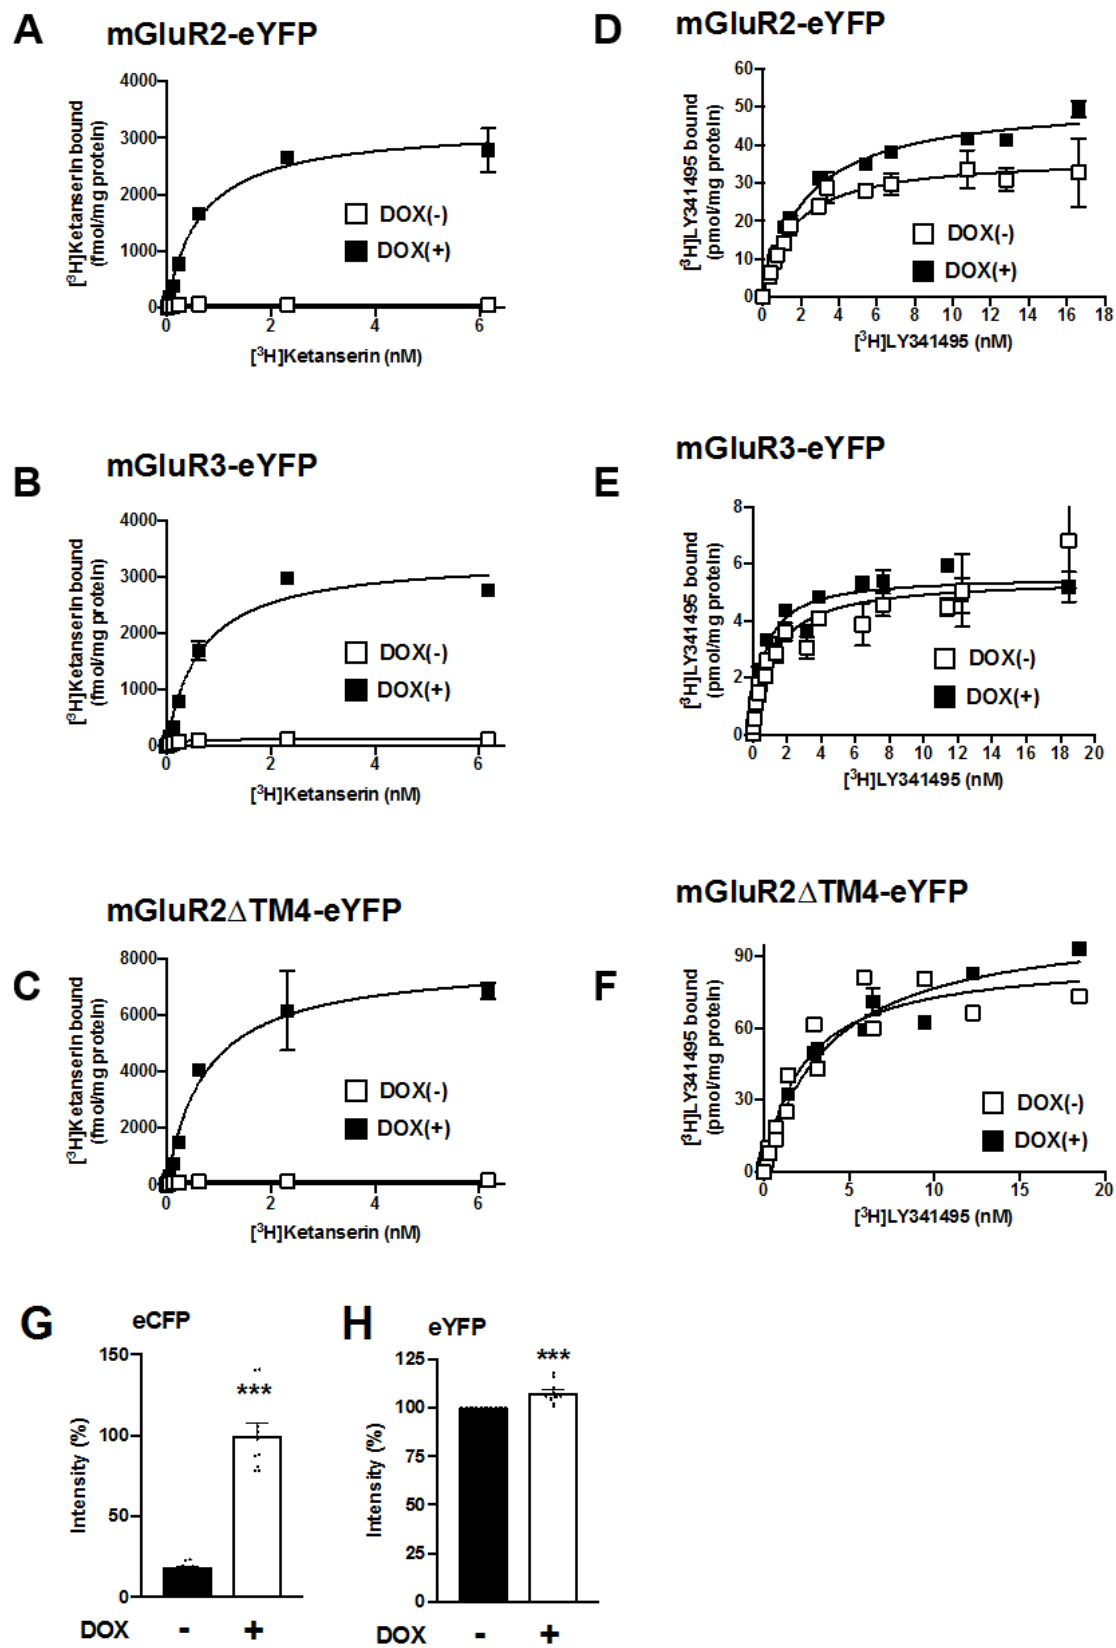 A
mGluR2-eYFP
[³H]Ketanserin bound
(fmol/mg protein)
4000
3000
2000
1000
0
DOX(-)
DOX(+)
0 2 4 6
[³H]Ketanserin (nM)
D
mGluR2-eYFP
[³H]LY341495 bound
(pmol/mg protein)
60
50
40
30
20
10
0
DOX(-)
DOX(+)
0 2 4 6 8 10 12 14 16 18
[³H]LY341495 (nM)
B
mGluR3-eYFP
[³H]Ketanserin bound
(fmol/mg protein)
4000
3000
2000
1000
0
DOX(-)
DOX(+)
0 2 4 6
[³H]Ketanserin (nM)
E
mGluR3-eYFP
[³H]LY341495 bound
(pmol/mg protein)
8
6
4
2
0
DOX(-)
DOX(+)
0 2 4 6 8 10 12 14 16 18 20
[³H]LY341495 (nM)
C
mGluR2ΔTM4-eYFP
[³H]Ketanserin bound
(fmol/mg protein)
8000
6000
4000
2000
0
DOX(-)
DOX(+)
0 2 4 6
[³H]Ketanserin (nM)
F
mGluR2ΔTM4-eYFP
[³H]LY341495 bound
(pmol/mg protein)
90
60
30
0
DOX(-)
DOX(+)
0 5 10 15 20
[³H]LY341495 (nM)
G
eCFP
Intensity (%)
150
100
50
0
***
DOX - +
H
eYFP
Intensity (%)
125
100
75
50
25
0
***
DOX - +